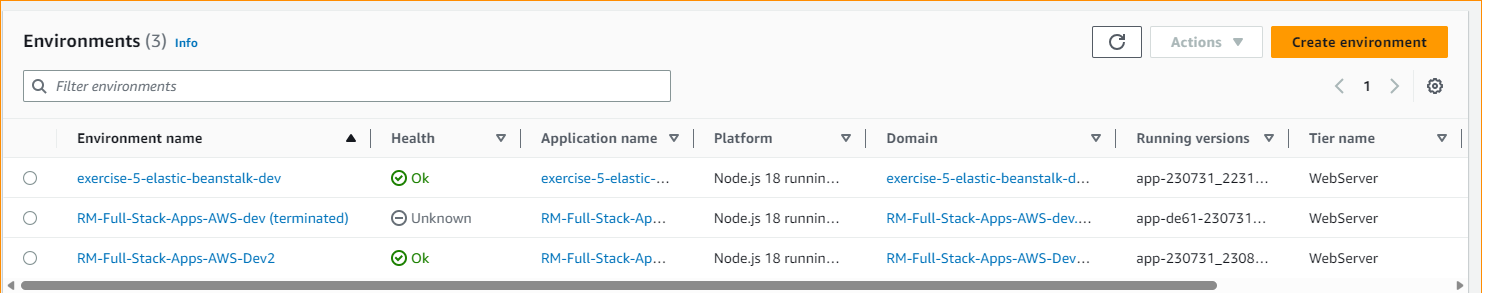 Environments (3) Info
Actions
Create environment
Filter environments
1
Environment name Health Application name Platform Domain Running versions Tier name
exercise-5-elastic-beanstalk-dev Ok exercise-5-elastic-... Node.js 18 runnin... exercise-5-elastic-beanstalk-d... app-230731_2231... WebServer
RM-Full-Stack-Apps-AWS-dev (terminated) Unknown RM-Full-Stack-Ap... Node.js 18 runnin... RM-Full-Stack-Apps-AWS-dev.... app-de61-230731... WebServer
RM-Full-Stack-Apps-AWS-Dev2 Ok RM-Full-Stack-Ap... Node.js 18 runnin... RM-Full-Stack-Apps-AWS-Dev... app-230731_2308... WebServer